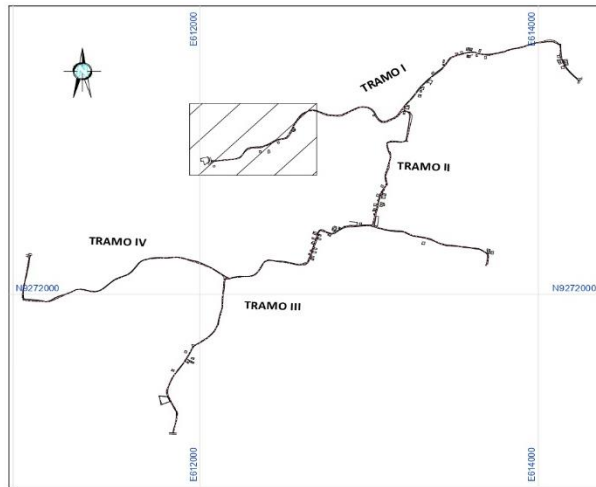 E612000
E614000
TRAMO I
TRAMO II
TRAMO IV
N9272000
N9272000
TRAMO III
E612000
E614000